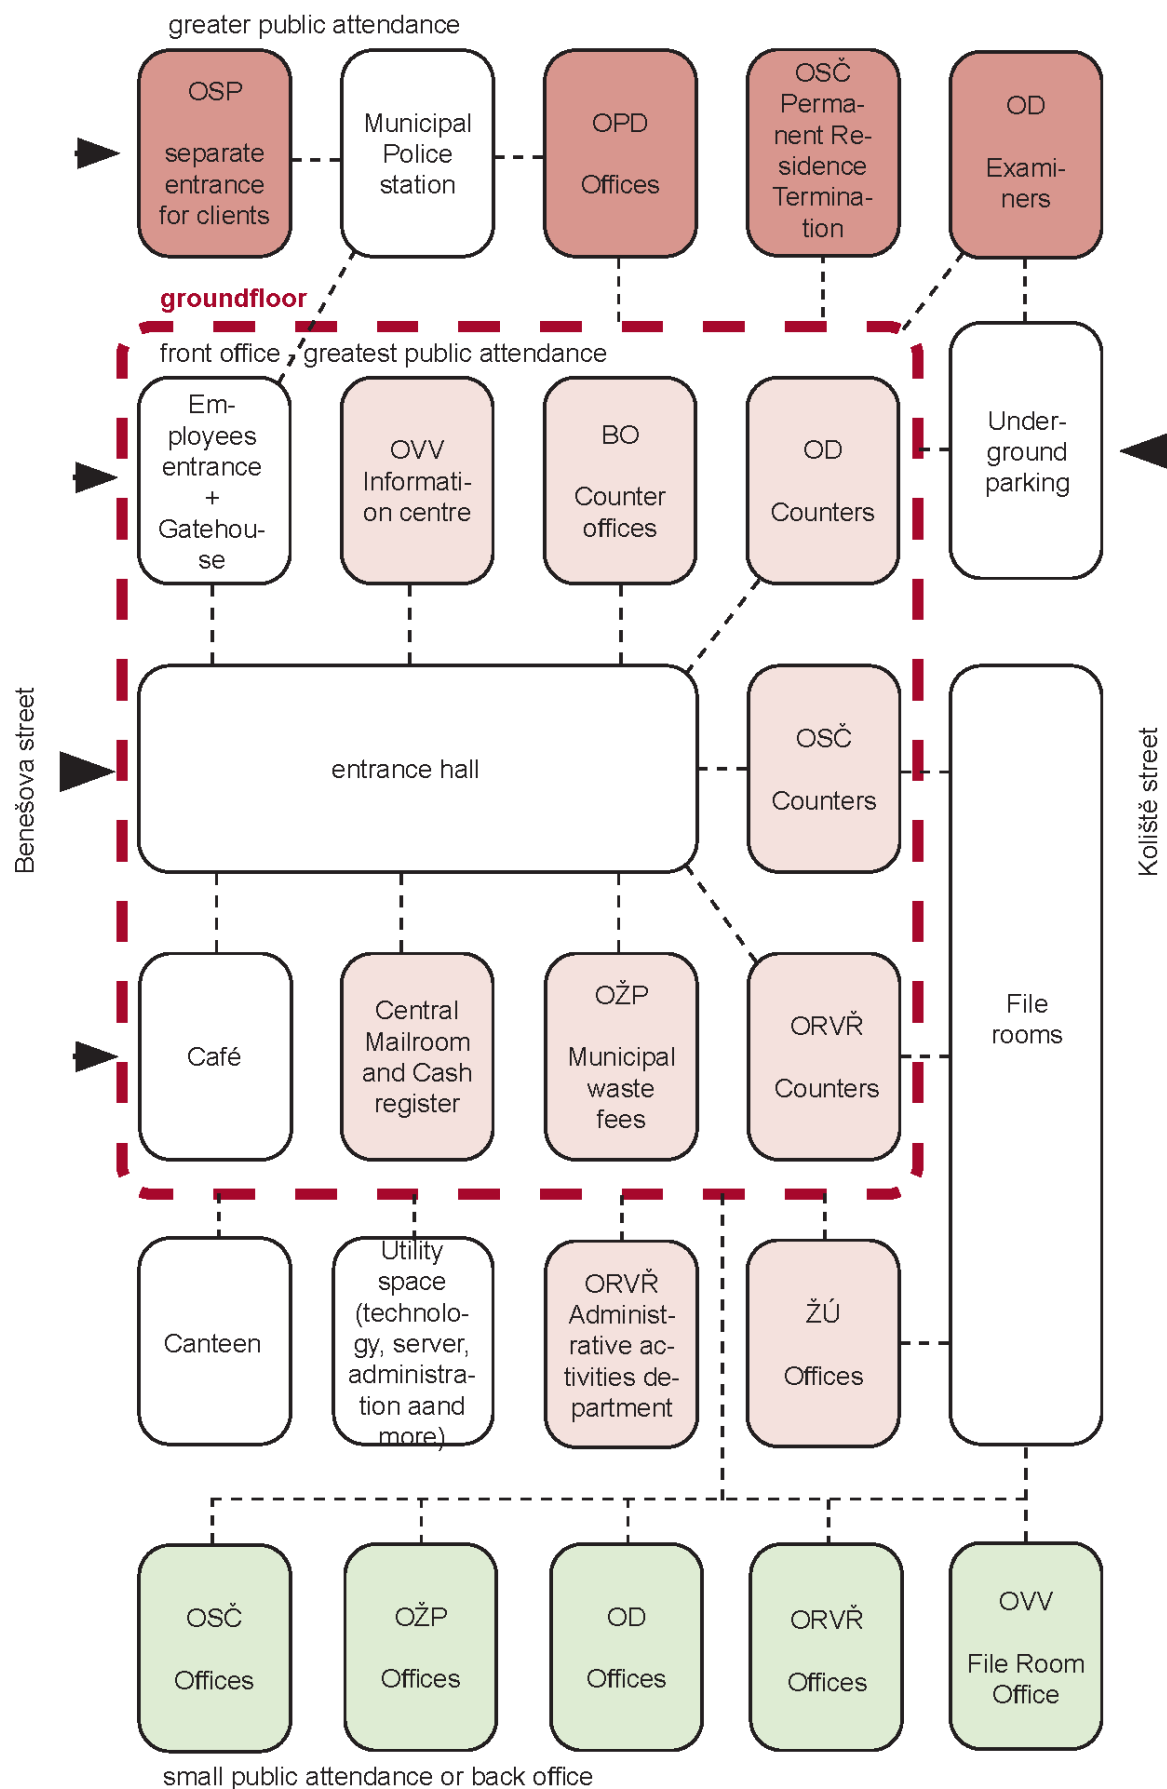 greater public attendance
OSP
separate
entrance
for clients
Municipal
Police
station
OPD
Offices
OSČ
Perma-
nent Re-
sidence
Termina-
tion
OD
Exami-
ners
groundfloor
front office - greatest public attendance
Em-
ployees
entrance
+
Gatehou-
se
OVV
Informati-
on centre
BO
Counter
offices
OD
Counters
Under-
ground
parking
Benešova street
entrance hall
OSČ
Counters
Koliště street
Café
Central
Mailroom
and Cash
register
OŽP
Municipal
waste
fees
ORVŘ
Counters
File
rooms
Canteen
Utility
space
(technolo-
gy, server,
administra-
tion aand
more)
ORVŘ
Administ-
rative ac-
tivities de-
partment
ŽÚ
Offices
OSČ
Offices
OŽP
Offices
OD
Offices
ORVŘ
Offices
OVV
File Room
Office
small public attendance or back office